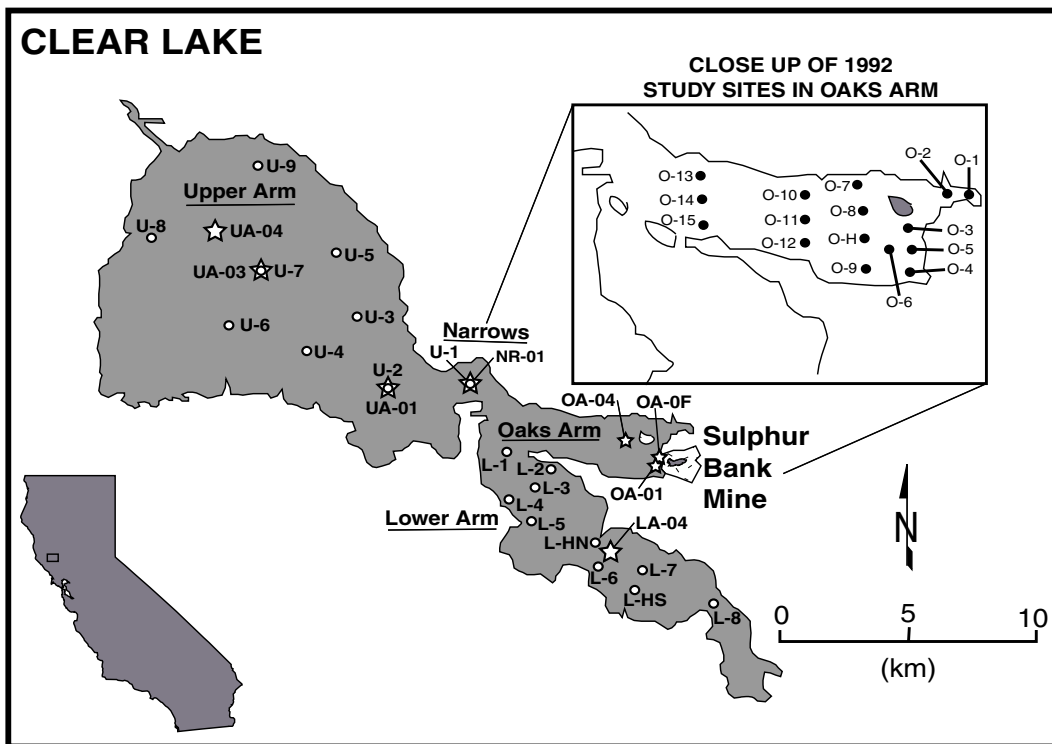 CLEAR LAKE
CLOSE UP OF 1992
STUDY SITES IN OAKS ARM
O-2
O-1
O-13
O-7
O-10
O-14
O-8
O-11
O-3
O-15
O-12
O-H
O-5
O-9
O-4
O-6
U-9
Upper Arm
U-8
UA-04
U-5
UA-03
U-7
U-3
U-6
Narrows
U-4
U-1
NR-01
U-2
UA-01
OA-04
OA-0F
Oaks Arm
Sulphur
Bank
Mine
L-1
L-2
L-3
OA-01
L-4
Lower Arm
L-5
LA-04
L-HN
L-6
L-7
L-HS
L-8
N
0
5
10
(km)